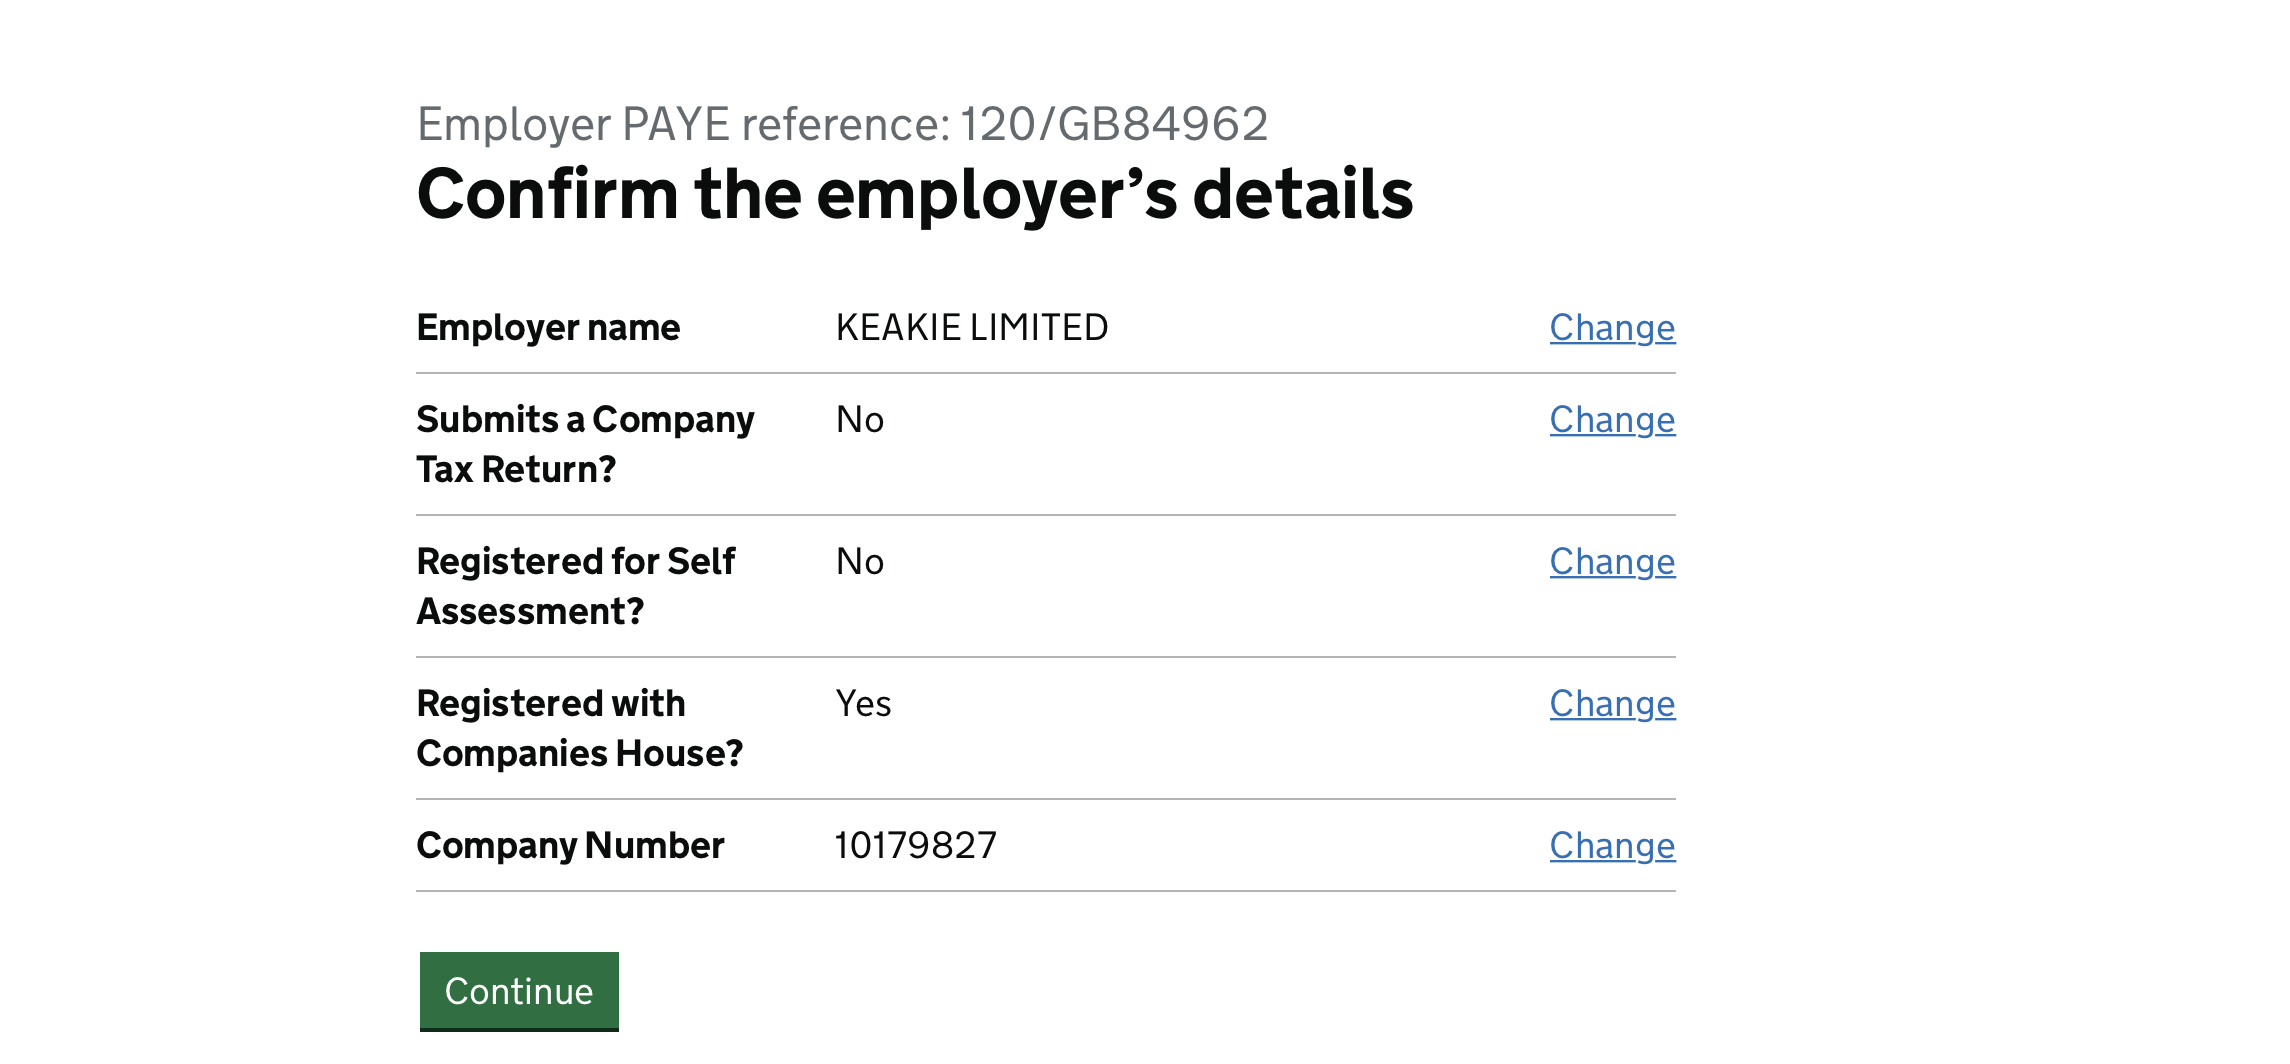 Employer PAYE reference: 120/GB84962
Confirm the employer’s details
Employer name KEAKIE LIMITED Change
Submits a Company No Change
Tax Return?
Registered for Self No Change
Assessment?
Registered with Yes Change
Companies House?
Company Number 10179827 Change
Continue